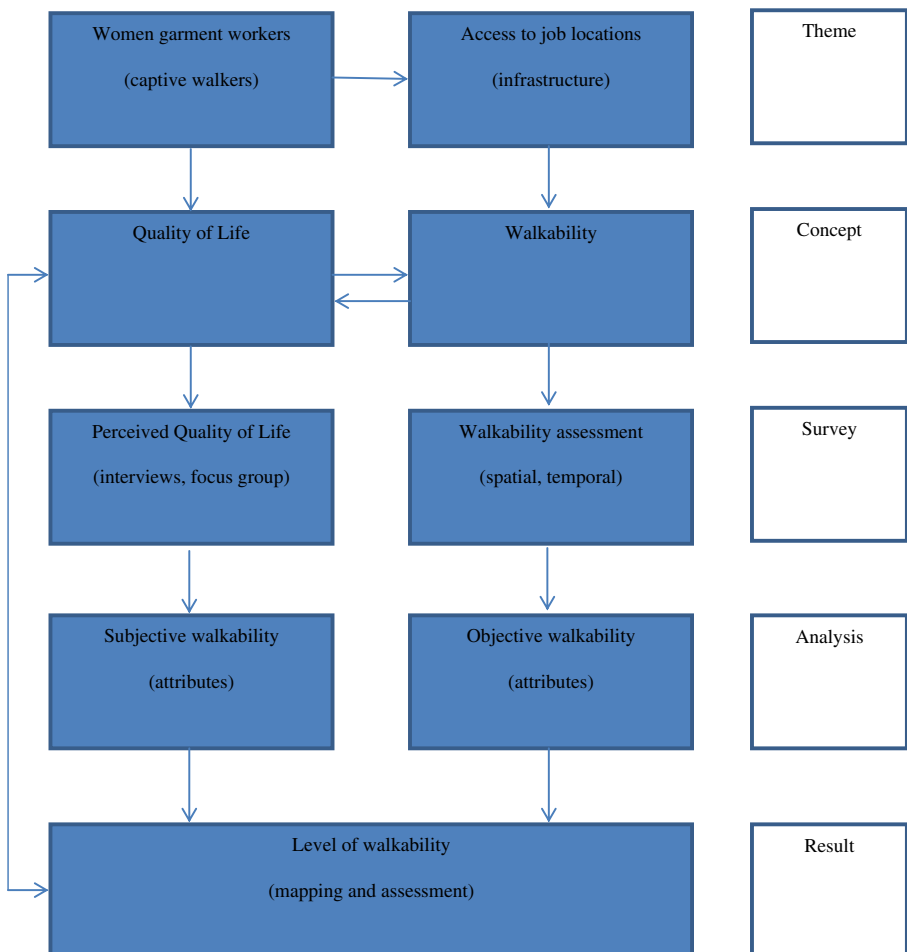 Women garment workers
(captive walkers)
Access to job locations
(infrastructure)
Theme
Quality of Life
Walkability
Concept
Perceived Quality of Life
(interviews, focus group)
Walkability assessment
(spatial, temporal)
Survey
Subjective walkability
(attributes)
Objective walkability
(attributes)
Analysis
Level of walkability
(mapping and assessment)
Result